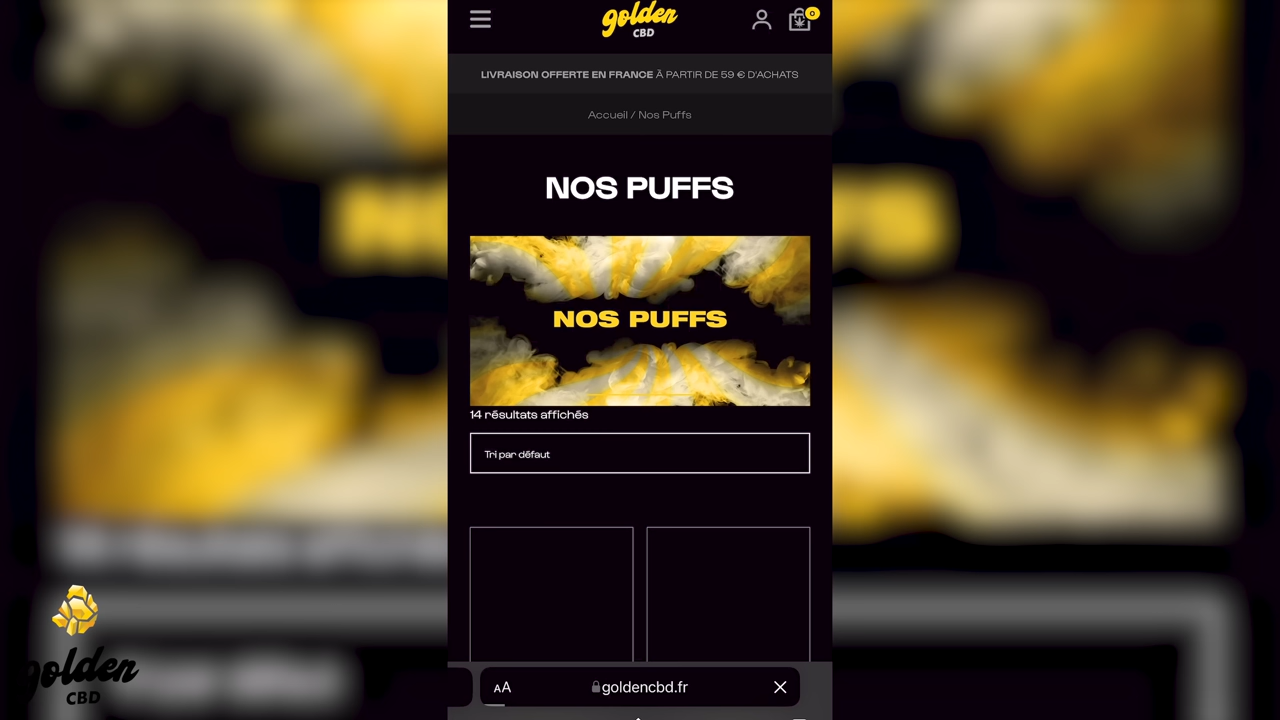 golden
CBD
0
LIVRAISON OFFERTE EN FRANCE À PARTIR DE 59 € D'ACHATS
Accueil / Nos Puffs
NOS PUFFS
NOS PUFFS
14 résultats affichés
Tri par défaut
AA goldencbd.fr
golden
CBD